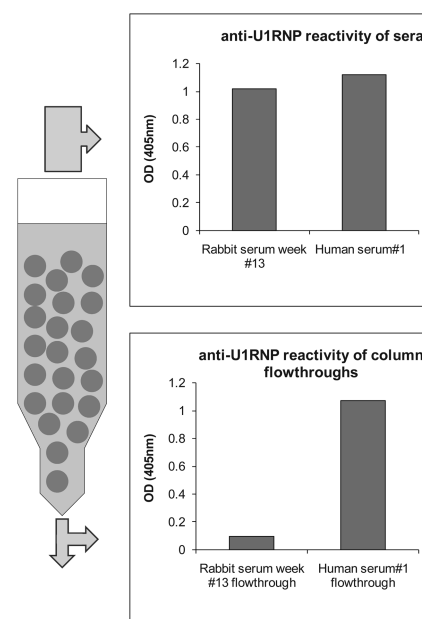 anti-U1RNP reactivity of sera
1.2
1
0.8
0.6
0.4
0.2
0
OD (405nm)
Rabbit serum week
#13
Human serum#1
anti-U1RNP reactivity of column
flowthroughs
1.2
1
0.8
0.6
0.4
0.2
0
OD (405nm)
Rabbit serum week
#13 flowthrough
Human serum#1
flowthrough